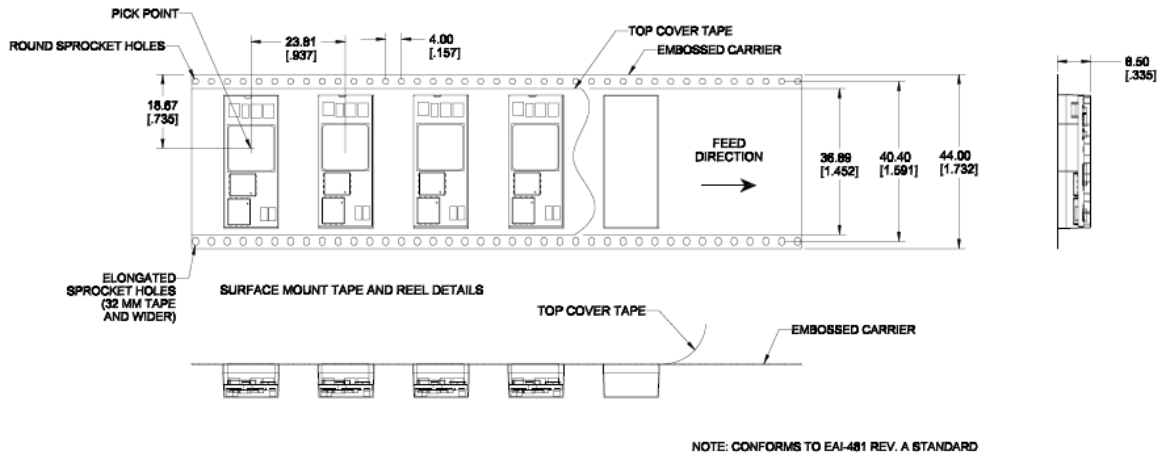 PICK POINT
ROUND SPROCKET HOLES
23.81
[.937]
4.00
[.157]
TOP COVER TAPE
EMBOSSED CARRIER
18.67
[.735]
FEED
DIRECTION
36.89
[1.452]
40.40
[1.591]
44.00
[1.732]
8.50
[.335]
ELONGATED
SPROCKET HOLES
(32 MM TAPE
AND WIDER)
SURFACE MOUNT TAPE AND REEL DETAILS
TOP COVER TAPE
EMBOSSED CARRIER
NOTE: CONFORMS TO EAI-481 REV. A STANDARD